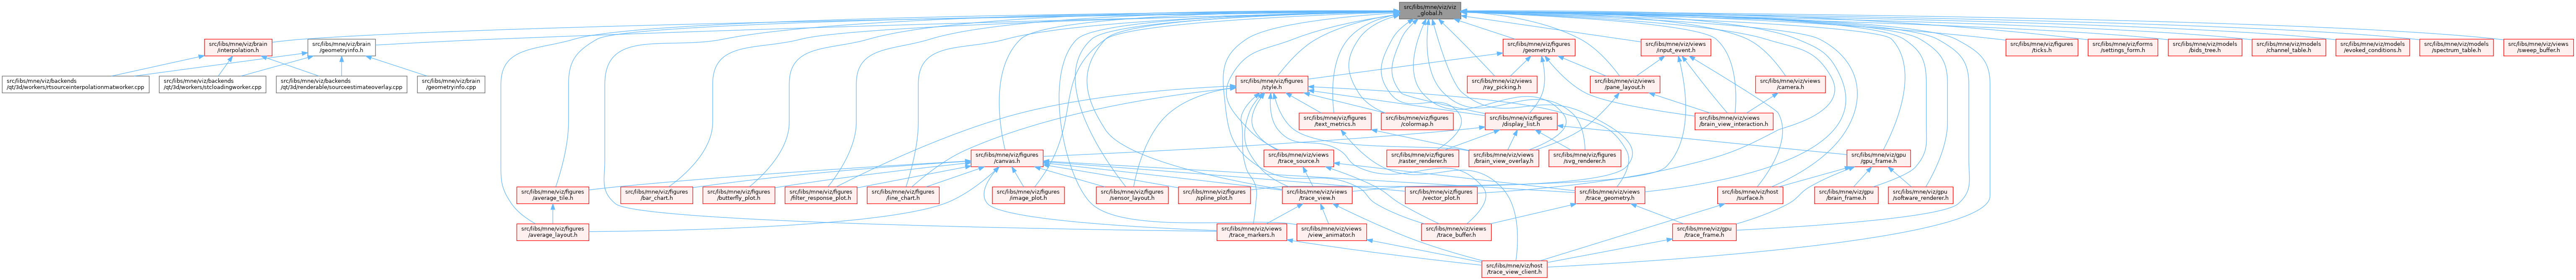 src/libs/mne/viz/viz
_global.h
src/libs/mne/viz/brain
/interpolation.h
src/libs/mne/viz/brain
/geometryinfo.h
src/libs/mne/viz/figures
/geometry.h
src/libs/mne/viz/views
/input_event.h
src/libs/mne/viz/figures
/ticks.h
src/libs/mne/viz/forms
/settings_form.h
src/libs/mne/viz/models
/bids_tree.h
src/libs/mne/viz/models
/channel_table.h
src/libs/mne/viz/models
/evoked_conditions.h
src/libs/mne/viz/models
/spectrum_table.h
src/libs/mne/viz/views
/sweep_buffer.h
src/libs/mne/viz/backends
/qt/3d/workers/rtsourceinterpolationmatworker.cpp
src/libs/mne/viz/backends
/qt/3d/workers/stcloadingworker.cpp
src/libs/mne/viz/backends
/qt/3d/renderable/sourceestimateoverlay.cpp
src/libs/mne/viz/brain
/geometryinfo.cpp
src/libs/mne/viz/figures
/style.h
src/libs/mne/viz/views
/ray_picking.h
src/libs/mne/viz/views
/pane_layout.h
src/libs/mne/viz/views
/camera.h
src/libs/mne/viz/figures
/text_metrics.h
src/libs/mne/viz/figures
/colormap.h
src/libs/mne/viz/figures
/display_list.h
src/libs/mne/viz/views
/brain_view_interaction.h
src/libs/mne/viz/figures
/canvas.h
src/libs/mne/viz/views
/trace_source.h
src/libs/mne/viz/figures
/raster_renderer.h
src/libs/mne/viz/views
/brain_view_overlay.h
src/libs/mne/viz/figures
/svg_renderer.h
src/libs/mne/viz/gpu
/gpu_frame.h
src/libs/mne/viz/figures
/average_tile.h
src/libs/mne/viz/figures
/bar_chart.h
src/libs/mne/viz/figures
/butterfly_plot.h
src/libs/mne/viz/figures
/filter_response_plot.h
src/libs/mne/viz/figures
/line_chart.h
src/libs/mne/viz/figures
/image_plot.h
src/libs/mne/viz/figures
/sensor_layout.h
src/libs/mne/viz/figures
/spline_plot.h
src/libs/mne/viz/views
/trace_view.h
src/libs/mne/viz/figures
/vector_plot.h
src/libs/mne/viz/views
/trace_geometry.h
src/libs/mne/viz/host
/surface.h
src/libs/mne/viz/gpu
/brain_frame.h
src/libs/mne/viz/gpu
/software_renderer.h
src/libs/mne/viz/figures
/average_layout.h
src/libs/mne/viz/views
/trace_markers.h
src/libs/mne/viz/views
/view_animator.h
src/libs/mne/viz/views
/trace_buffer.h
src/libs/mne/viz/gpu
/trace_frame.h
src/libs/mne/viz/host
/trace_view_client.h